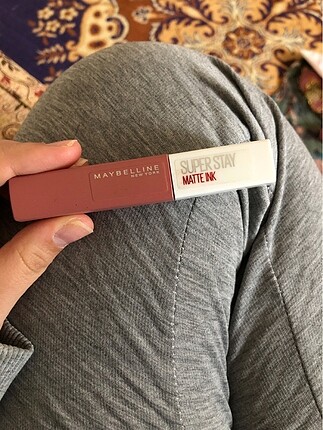 MAYBELLINE
NEW YORK
SUPER STAY
MATTE INK